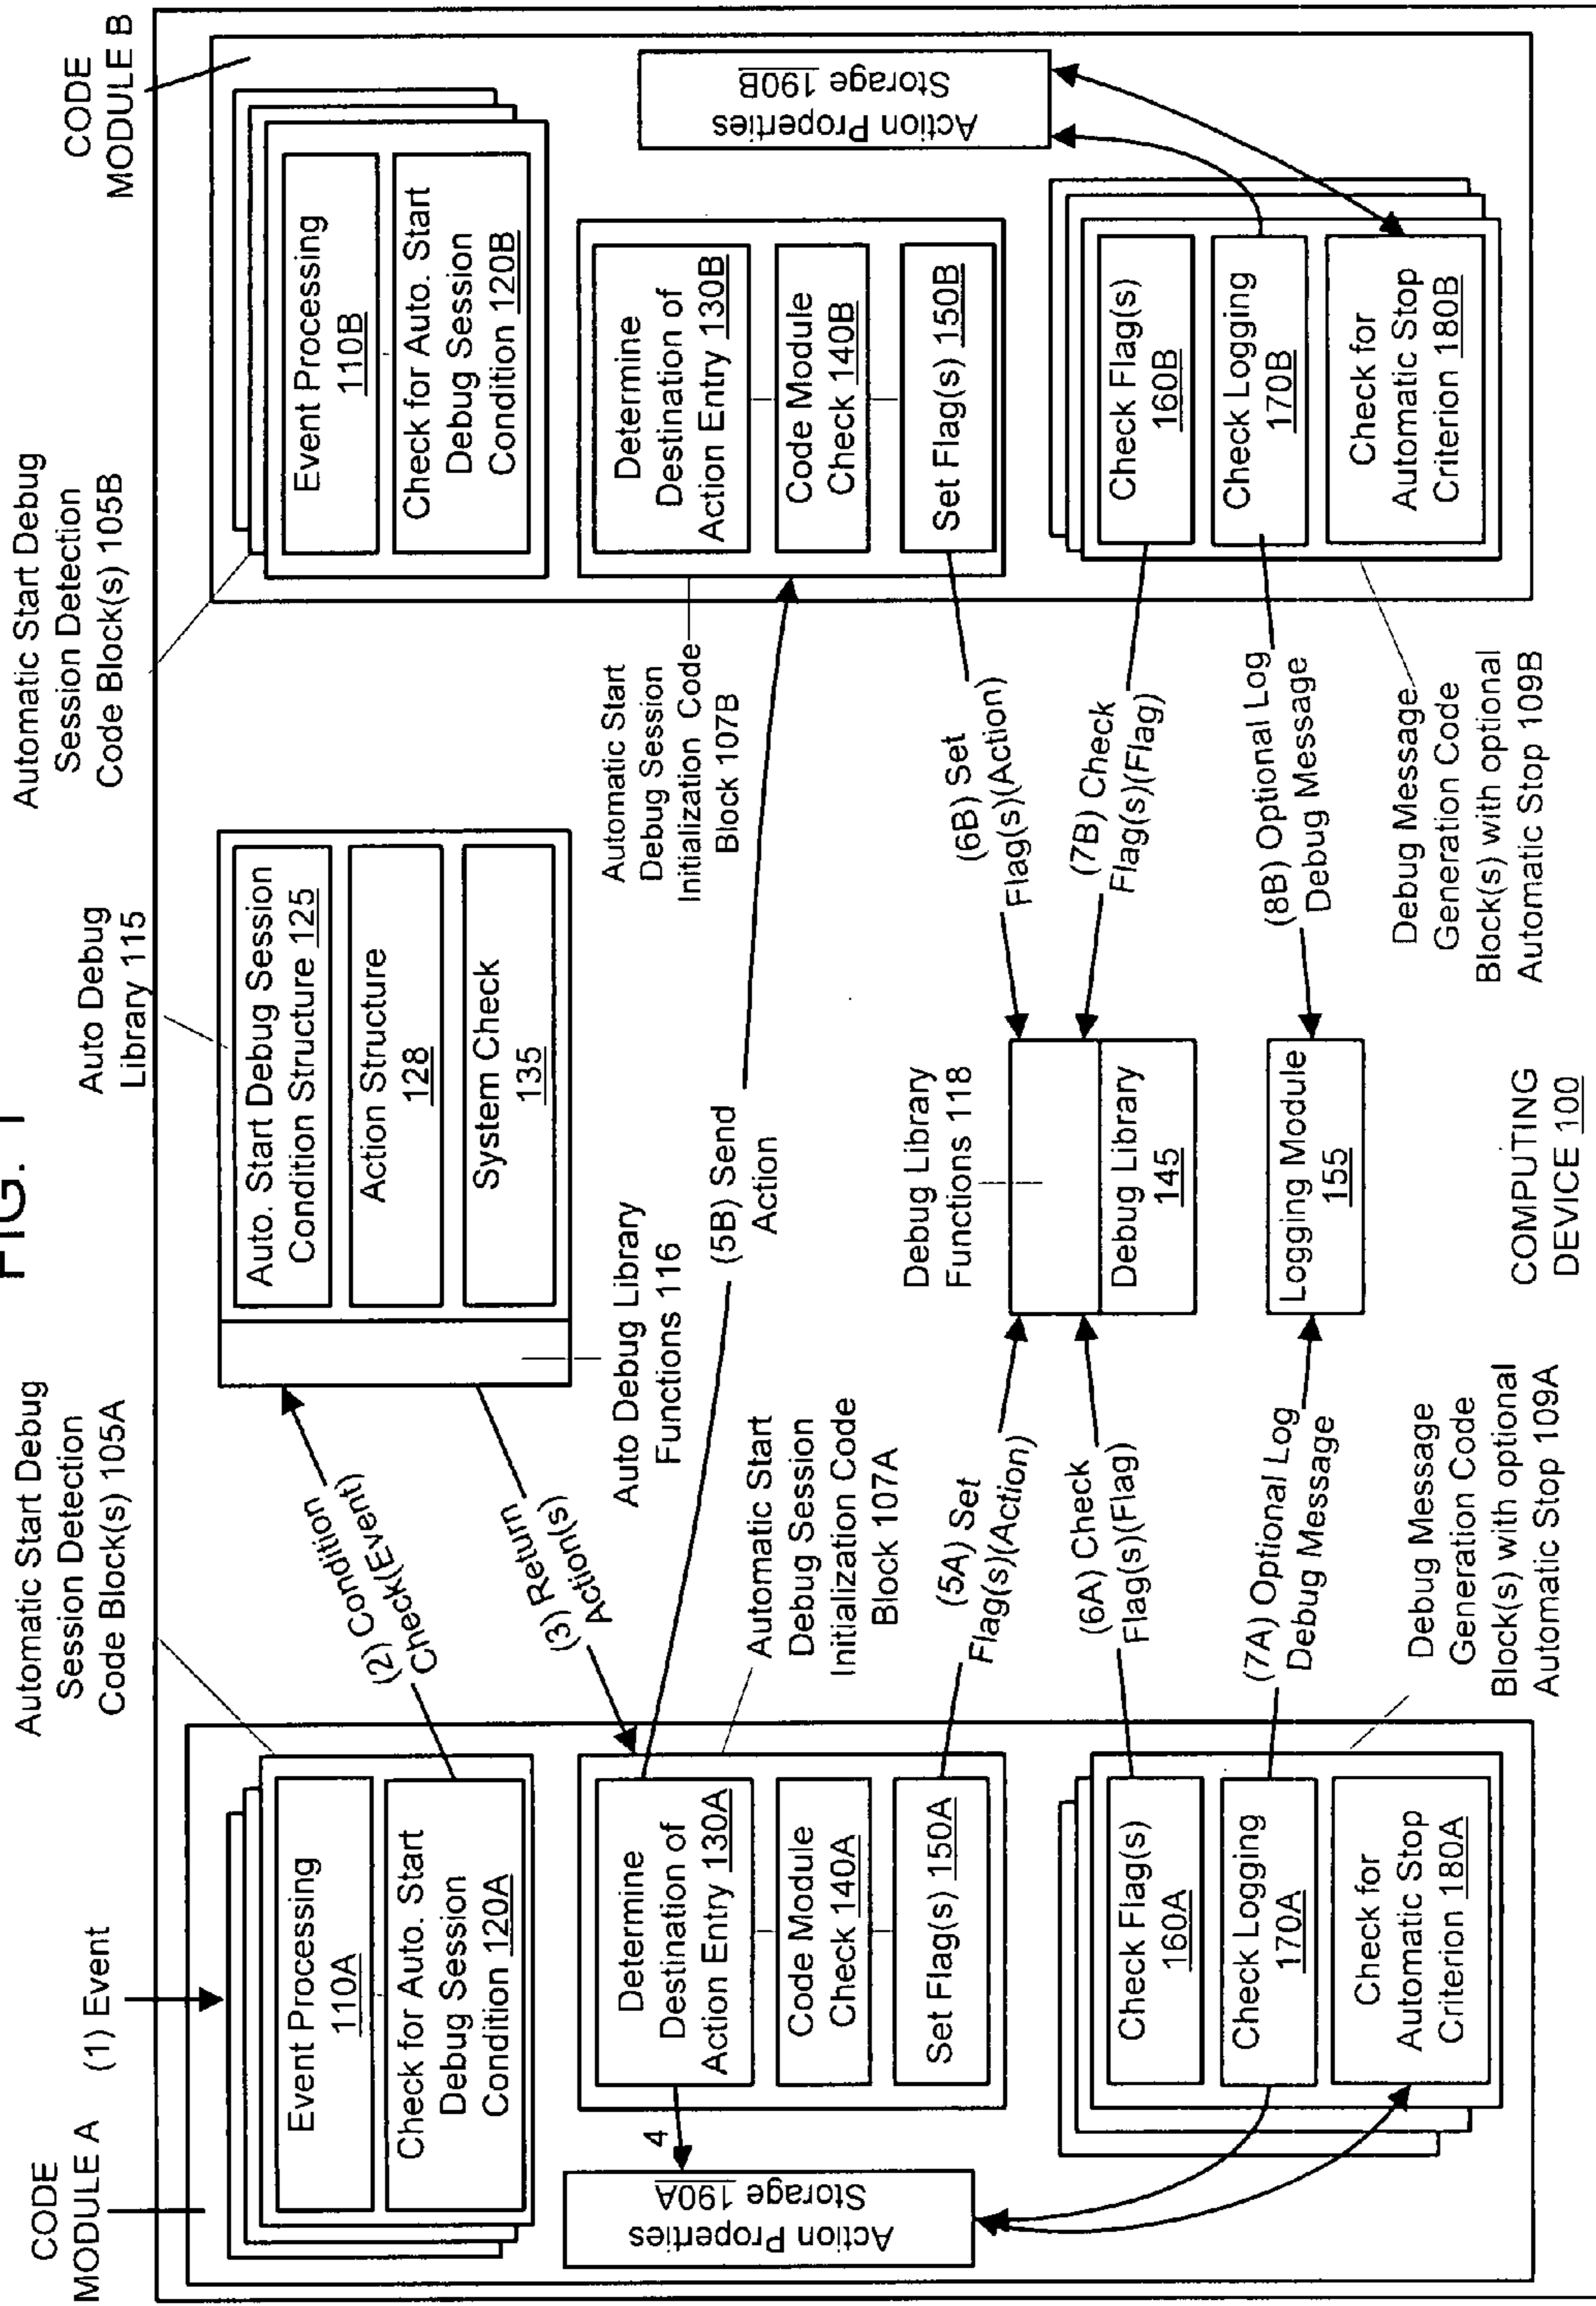 FIG. 1
CODE
MODULE A
(1) Event
Automatic Start Debug
Session Detection
Code Block(s) 105A
Auto Debug
Library 115
Automatic Start Debug
Session Detection
Code Block(s) 105B
CODE
MODULE B
Event Processing
110A
Check for Auto. Start
Debug Session
Condition 120A
(2) Condition
Check(Event)
(3) Return
Action(s)
Auto. Start Debug Session
Condition Structure 125
Action Structure
128
System Check
135
Auto Debug Library
Functions 116
Event Processing
110B
Check for Auto. Start
Debug Session
Condition 120B
Action Properties
Storage 190A
4
Determine
Destination of
Action Entry 130A
Code Module
Check 140A
Set Flag(s) 150A
Automatic Start
Debug Session
Initialization Code
Block 107A
(5B) Send
Action
Automatic Start
Debug Session
Initialization Code
Block 107B
Determine
Destination of
Action Entry 130B
Code Module
Check 140B
Set Flag(s) 150B
Action Properties
Storage 190B
(5A) Set
Flag(s)(Action)
(6A) Check
Flag(s)(Flag)
Debug Library
Functions 118
Debug Library
145
(6B) Set
Flag(s)(Action)
(7B) Check
Flag(s)(Flag)
Check Flag(s)
160A
Check Logging
170A
Check for
Automatic Stop
Criterion 180A
(7A) Optional Log
Debug Message
Logging Module
155
(8B) Optional Log
Debug Message
Check Flag(s)
160B
Check Logging
170B
Check for
Automatic Stop
Criterion 180B
Debug Message
Generation Code
Block(s) with optional
Automatic Stop 109A
COMPUTING
DEVICE 100
Debug Message
Generation Code
Block(s) with optional
Automatic Stop 109B